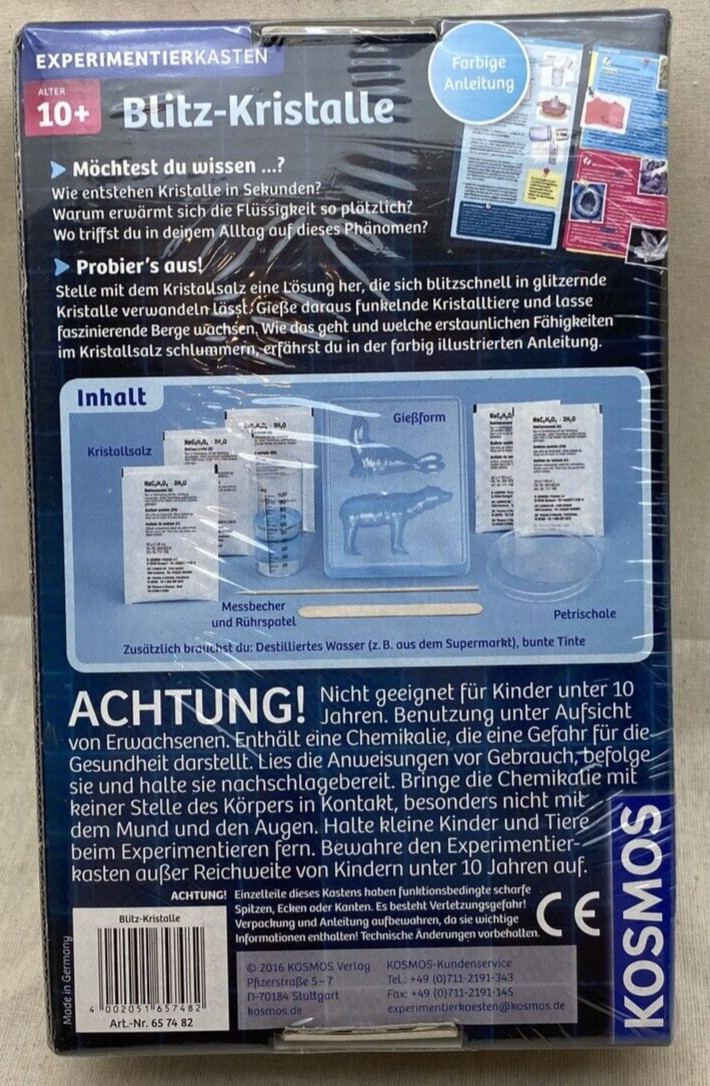 EXPERIMENTIERKASTEN
ALTER
10+
Blitz-Kristalle
Farbige
Anleitung
Möchtest du wissen ...?
Wie entstehen Kristalle in Sekunden?
Warum erwärmt sich die Flüssigkeit so plötzlich?
Wo triffst du in deinem Alltag auf dieses Phänomen?
Probier's aus!
Stelle mit dem Kristallsalz eine Lösung her, die sich blitzschnell in glitzernde
Kristalle verwandeln lässt. Gieße daraus funkelnde Kristalltiere und lasse
faszinierende Berge wachsen. Wie das geht und welche erstaunlichen Fähigkeiten
im Kristallsalz schlummern, erfährst du in der farbig illustrierten Anleitung.
Inhalt
Kristallsalz
Gießform
Messbecher
und Rührspatel
Petrischale
Zusätzlich brauchst du: Destilliertes Wasser (z. B. aus dem Supermarkt), bunte Tinte
ACHTUNG! Nicht geeignet für Kinder unter 10
Jahren. Benutzung unter Aufsicht
von Erwachsenen. Enthält eine Chemikalie, die eine Gefahr für die
Gesundheit darstellt. Lies die Anweisungen vor Gebrauch, befolge
sie und halte sie nachschlagebereit. Bringe die Chemikalie mit
keiner Stelle des Körpers in Kontakt, besonders nicht mit
dem Mund und den Augen. Halte kleine Kinder und Tiere
beim Experimentieren fern. Bewahre den Experimentier-
kasten außer Reichweite von Kindern unter 10 Jahren auf.
ACHTUNG! Einzelteile dieses Kastens haben funktionsbedingte scharfe
Spitzen, Ecken oder Kanten. Es besteht Verletzungsgefahr!
Verpackung und Anleitung aufbewahren, da sie wichtige
Informationen enthalten! Technische Änderungen vorbehalten.
CE
KOSMOS
Made in Germany
Blitz-Kristalle
4 002051 657482
Art.-Nr. 65 74 82
© 2016 KOSMOS Verlag
Pfizerstraße 5–7
D-70184 Stuttgart
kosmos.de
KOSMOS-Kundenservice
Tel.: +49 (0)711-2191-343
Fax: +49 (0)711-2191-145
experimentierkaesten@kosmos.de